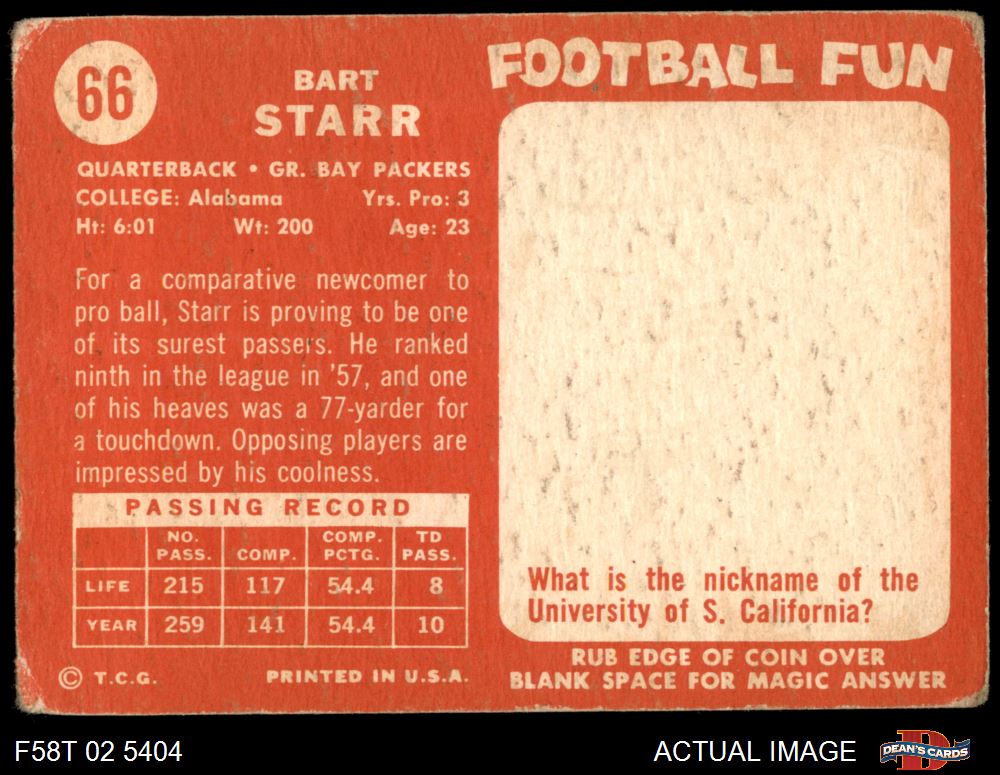 66
BART
STARR
QUARTERBACK • GR. BAY PACKERS
COLLEGE: Alabama Yrs. Pro: 3
Ht: 6:01 Wt: 200 Age: 23
For a comparative newcomer to
pro ball, Starr is proving to be one
of its surest passers. He ranked
ninth in the league in '57, and one
of his heaves was a 77-yarder for
a touchdown. Opposing players are
impressed by his coolness.
PASSING RECORD
NO. PASS. COMP. COMP. PCTG. TD PASS.
LIFE 215 117 54.4 8
YEAR 259 141 54.4 10
© T.C.G. PRINTED IN U.S.A.
FOOTBALL FUN
What is the nickname of the
University of S. California?
RUB EDGE OF COIN OVER
BLANK SPACE FOR MAGIC ANSWER
F58T 02 5404 ACTUAL IMAGE
D
DEAN'S CARDS